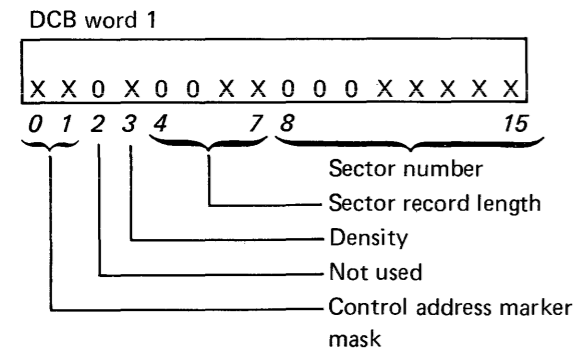 DCB word 1
X X 0 X 0 0 X X 0 0 0 X X X X X
0 1 2 3 4 7 8 15
Sector number
Sector record length
Density
Not used
Control address marker
mask